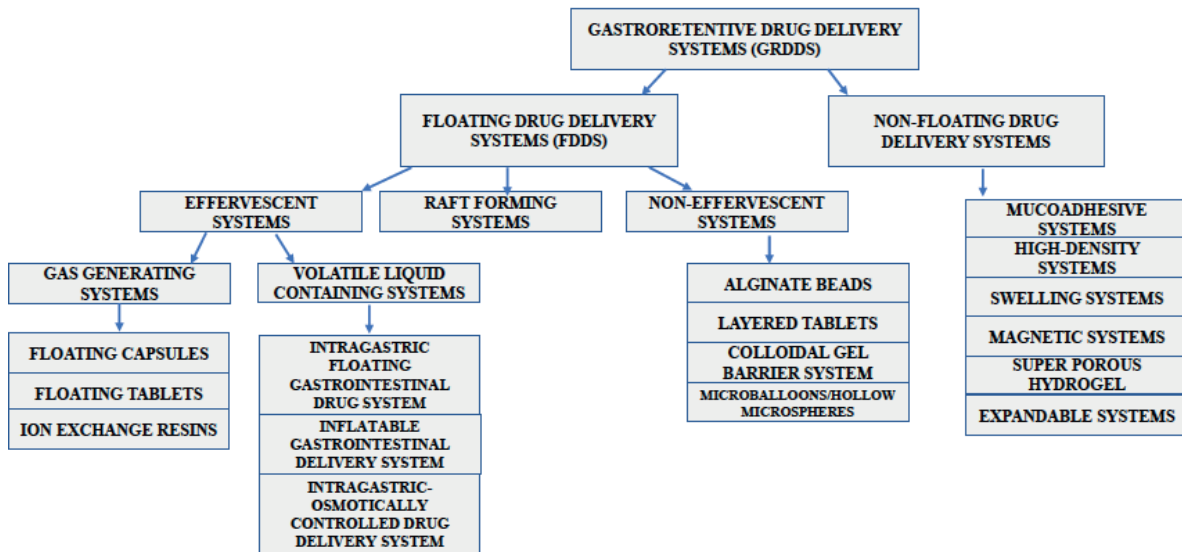 GASTRORETENTIVE DRUG DELIVERY
SYSTEMS (GRDDS)
FLOATING DRUG DELIVERY
SYSTEMS (FDDS)
NON-FLOATING DRUG
DELIVERY SYSTEMS
EFFERVESCENT
SYSTEMS
RAFT FORMING
SYSTEMS
NON-EFFERVESCENT
SYSTEMS
GAS GENERATING
SYSTEMS
VOLATILE LIQUID
CONTAINING SYSTEMS
FLOATING CAPSULES
FLOATING TABLETS
ION EXCHANGE RESINS
INTRAGASTRIC
FLOATING
GASTROINTESTINAL
DRUG SYSTEM
INFLATABLE
GASTROINTESTINAL
DELIVERY SYSTEM
INTRAGASTRIC-
OSMOTICALLY
CONTROLLED DRUG
DELIVERY SYSTEM
ALGINATE BEADS
LAYERED TABLETS
COLLOIDAL GEL
BARRIER SYSTEM
MICROBALLOONS/HOLLOW
MICROSPHERES
MUCOADHESIVE
SYSTEMS
HIGH-DENSITY
SYSTEMS
SWELLING SYSTEMS
MAGNETIC SYSTEMS
SUPER POROUS
HYDROGEL
EXPANDABLE SYSTEMS